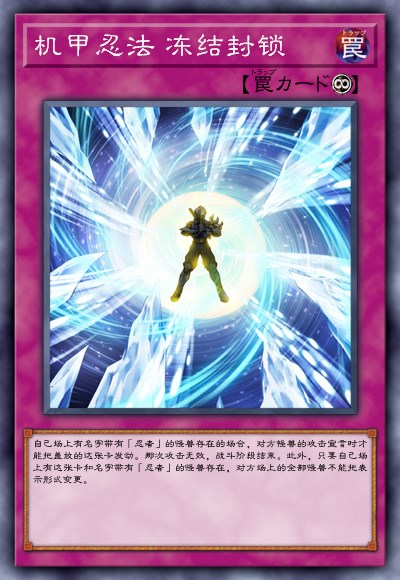 机甲忍法 冻结封锁
トラップ
罠
トラップ
【罠カード】
自己场上有名字带有「忍者」的怪兽存在的场合，对方怪兽的攻击宣言时才
能把盖放的这张卡发动。那次攻击无效，战斗阶段结束。此外，只要自己场
上有这张卡和名字带有「忍者」的怪兽存在，对方场上的全部怪兽不能把表
示形式变更。